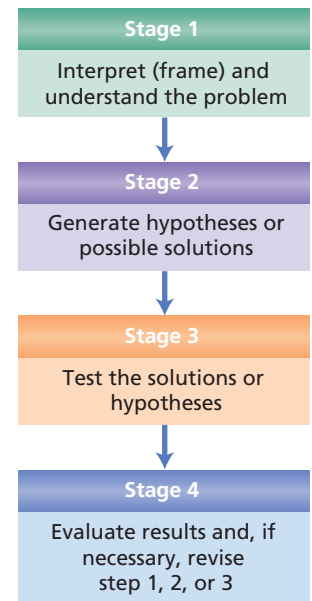 Stage 1
Interpret (frame) and
understand the problem
Stage 2
Generate hypotheses or
possible solutions
Stage 3
Test the solutions or
hypotheses
Stage 4
Evaluate results and, if
necessary, revise
step 1, 2, or 3